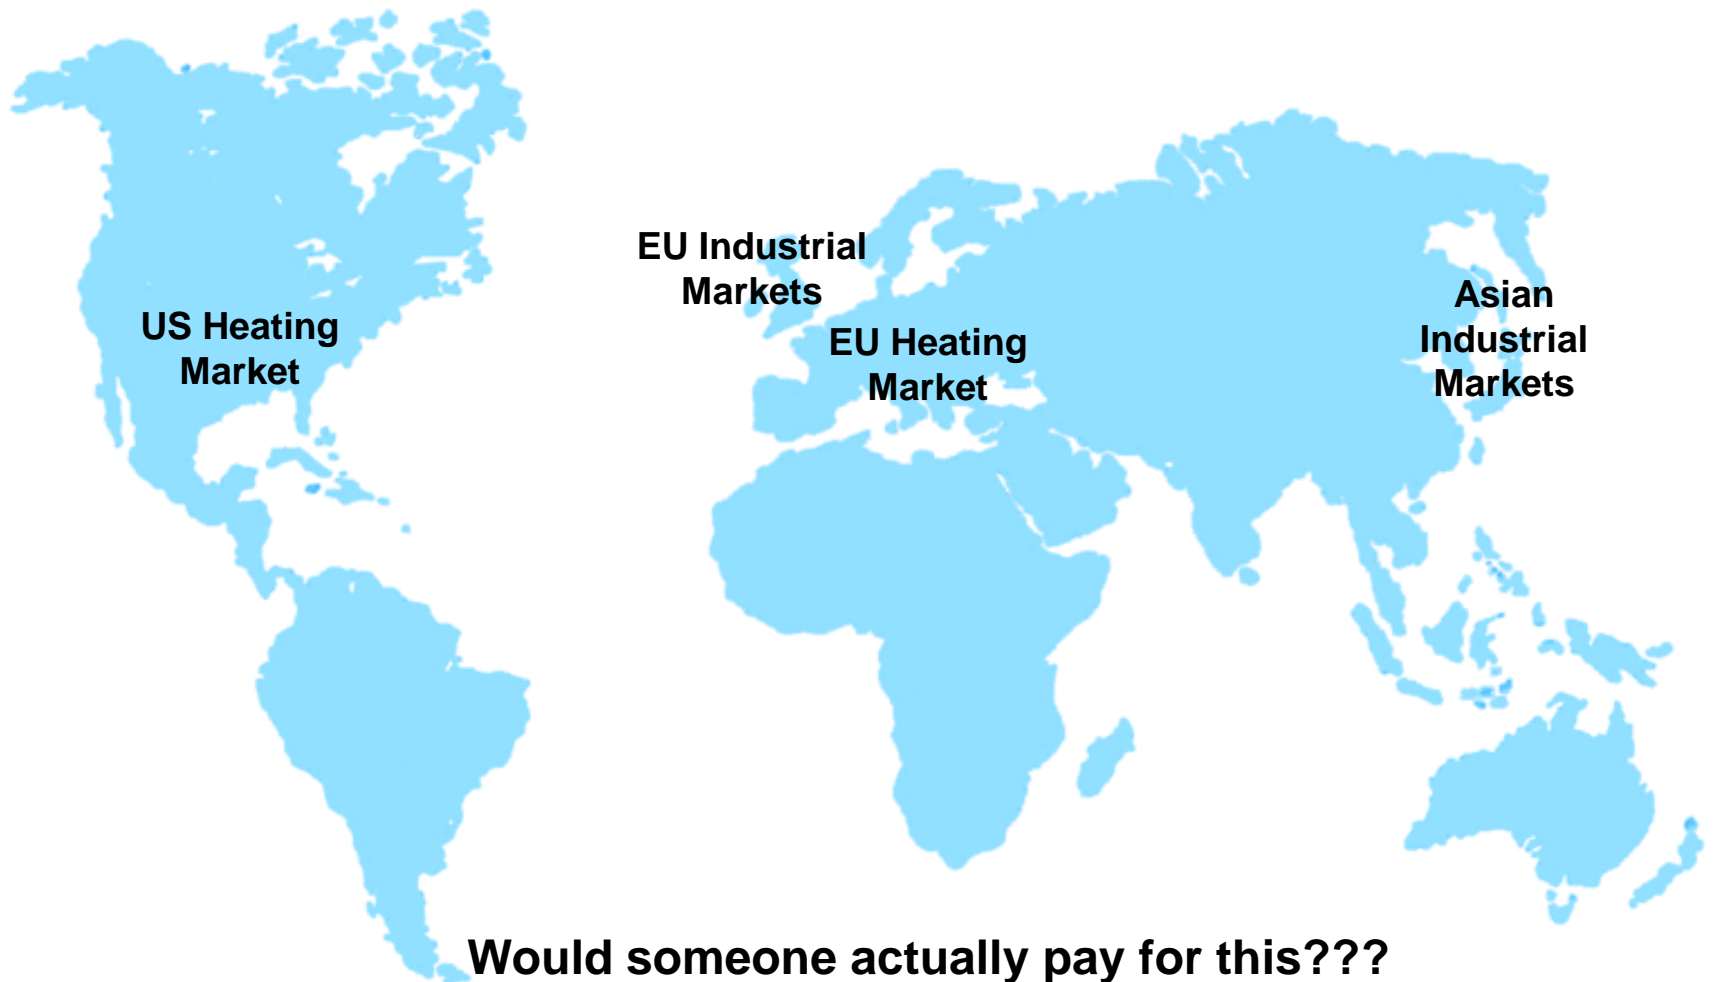 EU Industrial
Markets
US Heating
Market
EU Heating
Market
Asian
Industrial
Markets
Would someone actually pay for this???